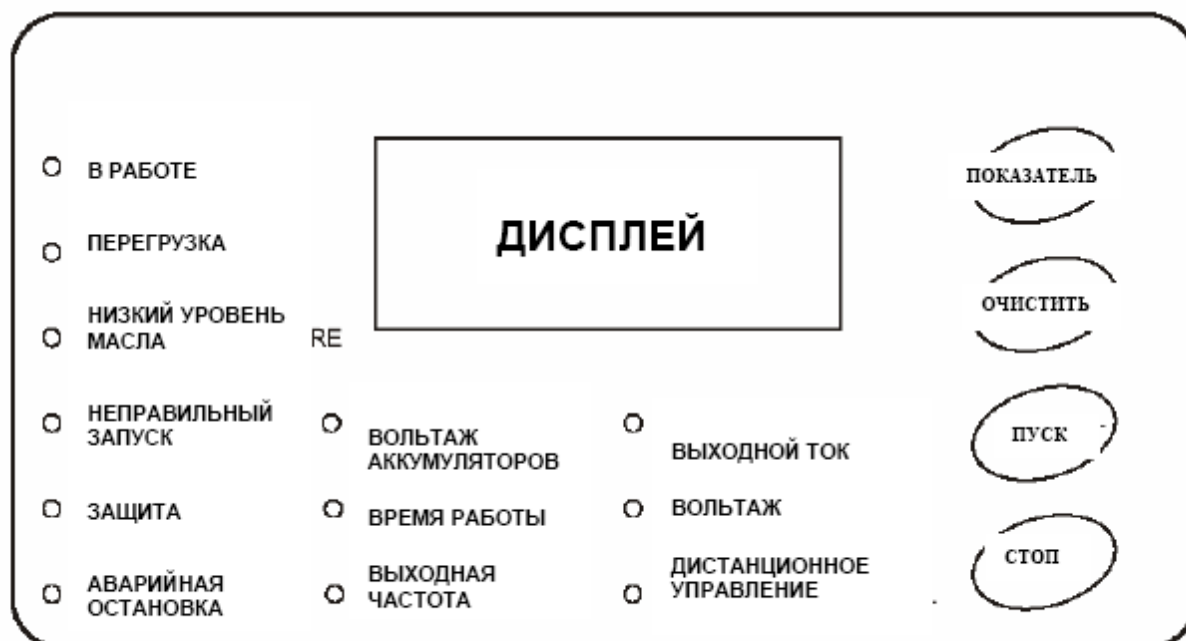 В РАБОТЕ
ПЕРЕГРУЗКА
НИЗКИЙ УРОВЕНЬ
МАСЛА
RE
НЕПРАВИЛЬНЫЙ
ЗАПУСК
ЗАЩИТА
АВАРИЙНАЯ
ОСТАНОВКА
ДИСПЛЕЙ
ВОЛЬТАЖ
АККУМУЛЯТОРОВ
ВРЕМЯ РАБОТЫ
ВЫХОДНАЯ
ЧАСТОТА
ВЫХОДНОЙ ТОК
ВОЛЬТАЖ
ДИСТАНЦИОННОЕ
УПРАВЛЕНИЕ
ПОКАЗАТЕЛЬ
ОЧИСТИТЬ
ПУСК
СТОП